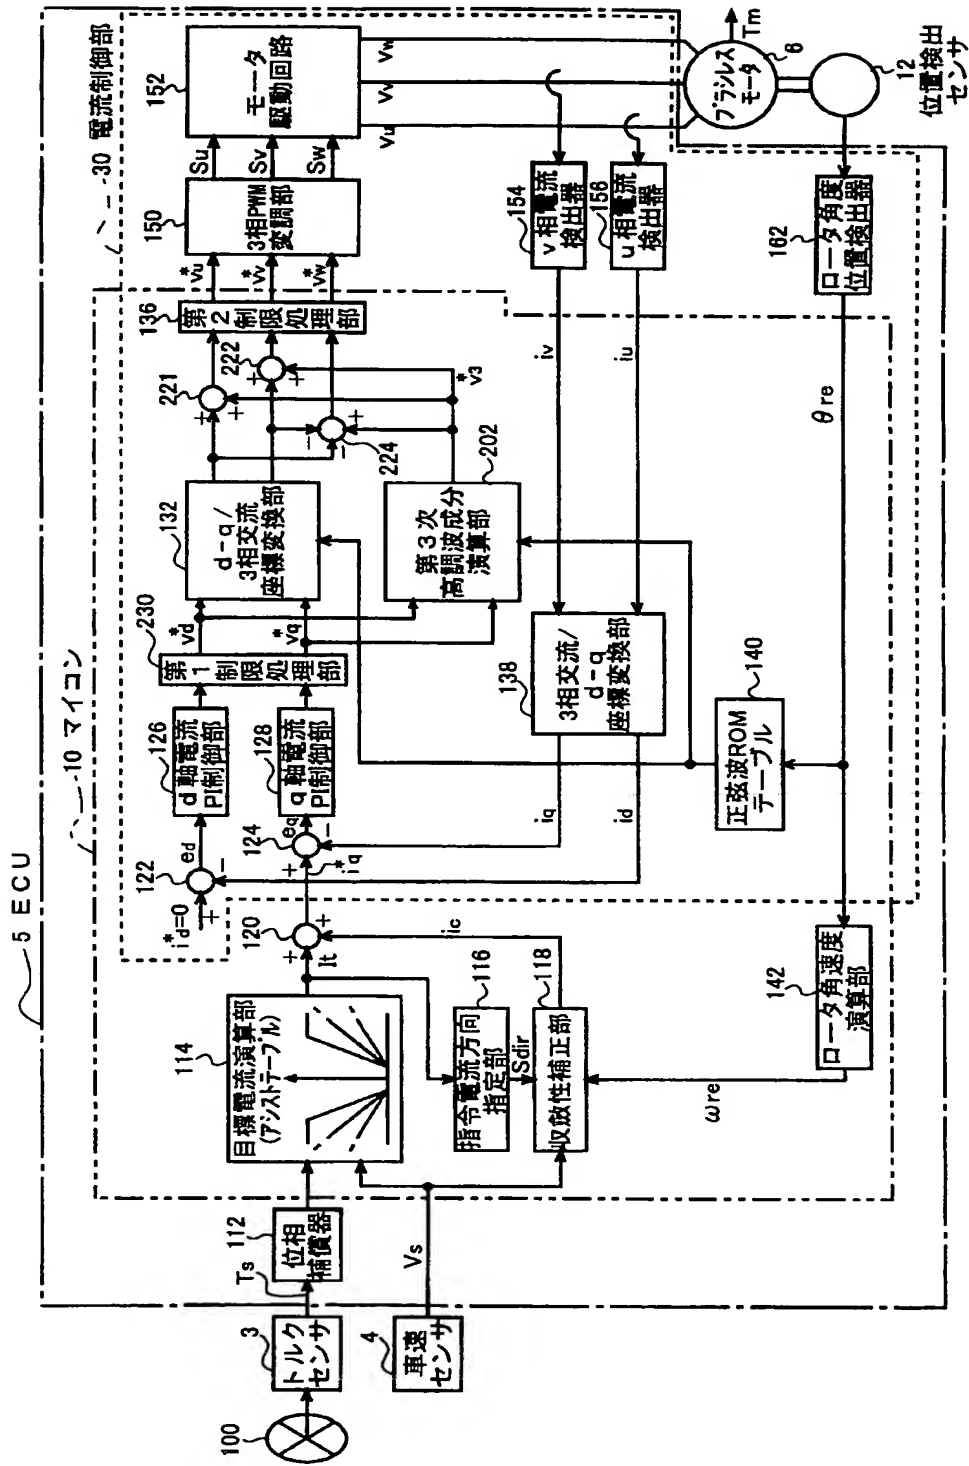 5 ECU
10 マイコン
30 電流制御部
100
3
トルク
センサ
4
車速
センサ
Ts
Vs
112
位相
補償器
114
目標電流演算部
(アシストテーブル)
It
116
指令電流方向
指定部
Sdir
118
収斂性補正部
ic
ωre
120
i*d=0
122
ed
i*q
124
eq
126
d軸電流
PI制御部
128
q軸電流
PI制御部
230
第1制限処理部
v*d
v*q
132
d-q/
3相交流
座標変換部
202
第3次
高調波成分
演算部
221
222
224
v*3
136
第2制限処理部
v*u
v*v
v*w
150
3相PWM
変調部
Su
Sv
Sw
152
モータ
駆動回路
Vu
Vv
Vw
154
v相電流
検出器
156
u相電流
検出器
iv
iu
138
3相交流/
d-q
座標変換部
iq
id
140
正弦波ROM
テーブル
142
ロータ角速度
演算部
θre
162
ロータ角度
位置検出器
Tm
6
ブラシレス
モータ
12
位置検出
センサ
+
+
+
+
+
+
+
+
+
+
+
-
-
-
-